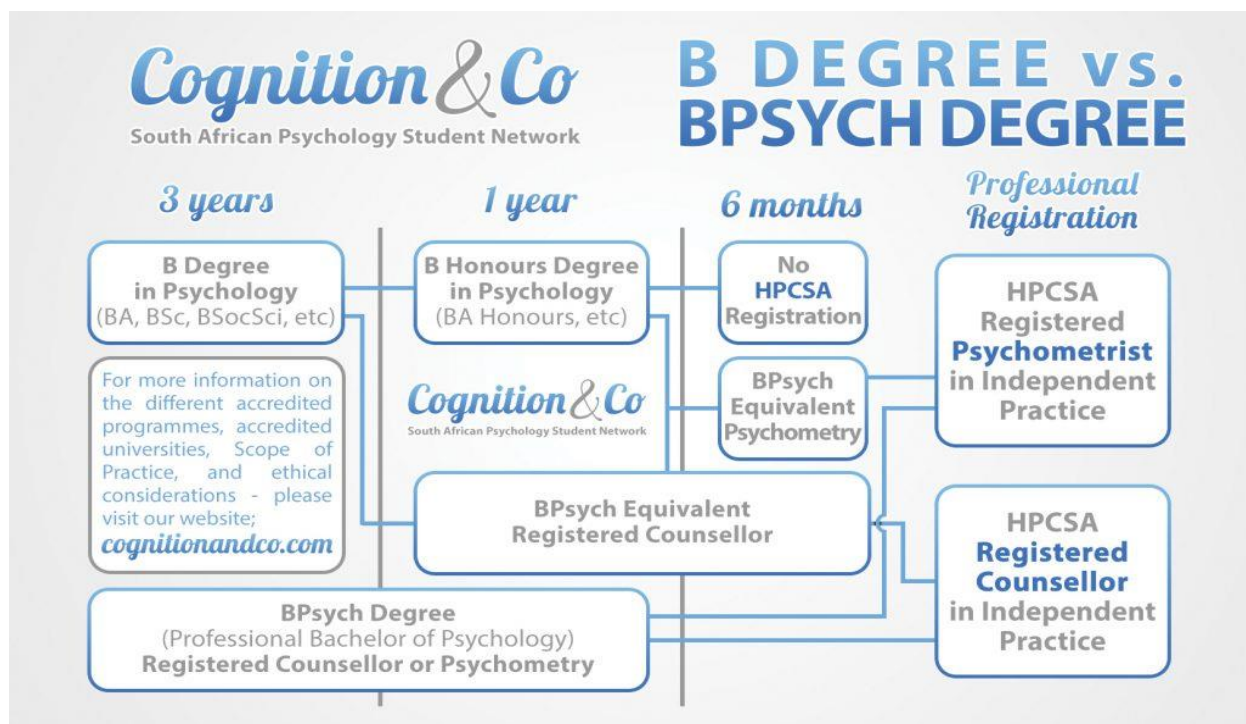 Cognition & Co
South African Psychology Student Network
B DEGREE vs.
BPSYCH DEGREE
3 years
1 year
6 months
Professional
Registration
B Degree
in Psychology
(BA, BSc, BSocSci, etc)
B Honours Degree
in Psychology
(BA Honours, etc)
No
HPCSA
Registration
HPCSA
Registered
Psychometrist
in Independent
Practice
For more information on
the different accredited
programmes, accredited
universities, Scope of
Practice, and ethical
considerations - please
visit our website;
cognitionandco.com
Cognition & Co
South African Psychology Student Network
BPsych
Equivalent
Psychometry
BPsych Equivalent
Registered Counsellor
HPCSA
Registered
Counsellor
in Independent
Practice
BPsych Degree
(Professional Bachelor of Psychology)
Registered Counsellor or Psychometry